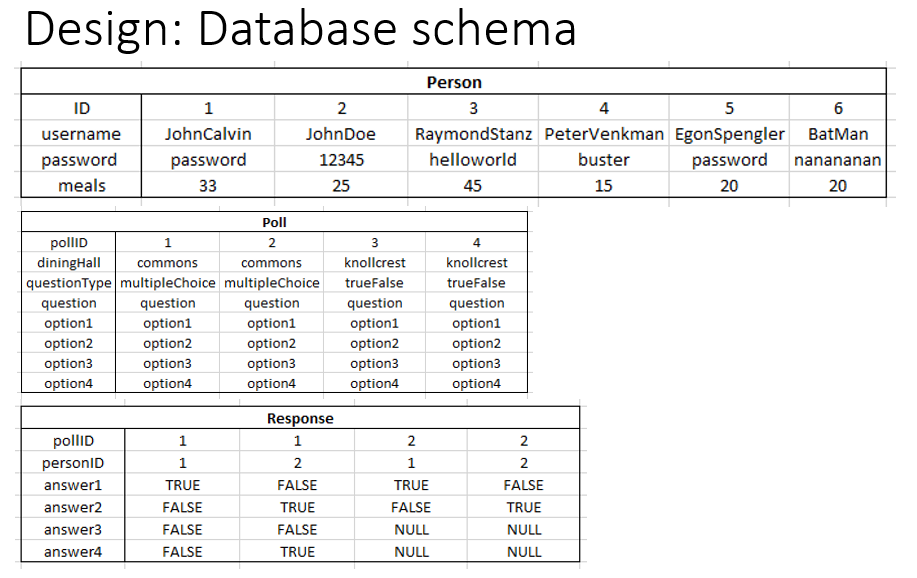 Design: Database schema
Person
ID 1 2 3 4 5 6
username JohnCalvin JohnDoe RaymondStanz PeterVenkman EgonSpengler BatMan
password password 12345 helloworld buster password nanananan
meals 33 25 45 15 20 20
Poll
pollID 1 2 3 4
diningHall commons commons knollcrest knollcrest
questionType multipleChoice multipleChoice trueFalse trueFalse
question question question question question
option1 option1 option1 option1 option1
option2 option2 option2 option2 option2
option3 option3 option3 option3 option3
option4 option4 option4 option4 option4
Response
pollID 1 1 2 2
personID 1 2 1 2
answer1 TRUE FALSE TRUE FALSE
answer2 FALSE TRUE FALSE TRUE
answer3 FALSE FALSE NULL NULL
answer4 FALSE TRUE NULL NULL